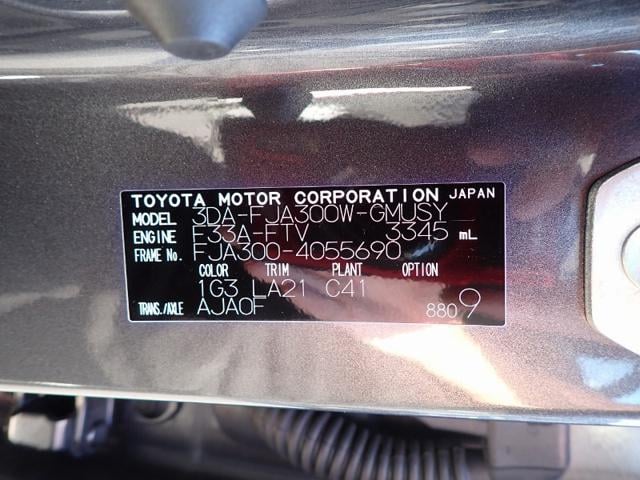 TOYOTA MOTOR CORPORATION JAPAN
MODEL 3DA-FJA300W-GMUSY
ENGINE F33A-FTV 3345 mL
FRAME No. FJA300-4055690
COLOR TRIM PLANT OPTION
1G3 LA21 C41
TRANS./AXLE AJA0F 8809